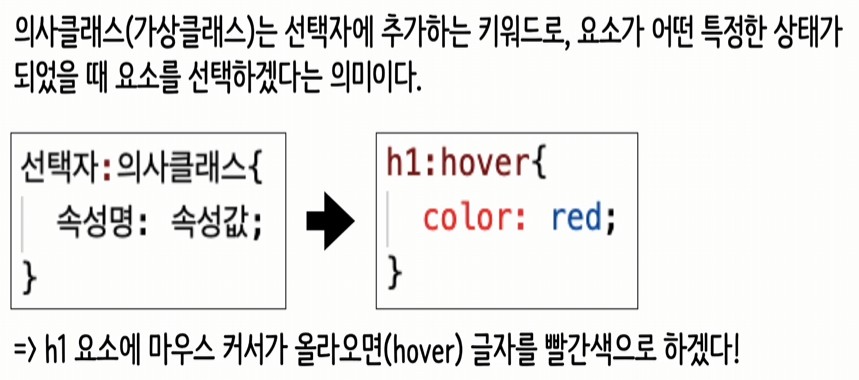 의사클래스(가상클래스)는 선택자에 추가하는 키워드로, 요소가 어떤 특정한 상태가
되었을 때 요소를 선택하겠다는 의미이다.
선택자:의사클래스{
속성명: 속성값;
}
h1:hover{
color: red;
}
=> h1 요소에 마우스 커서가 올라오면(hover) 글자를 빨간색으로 하겠다!